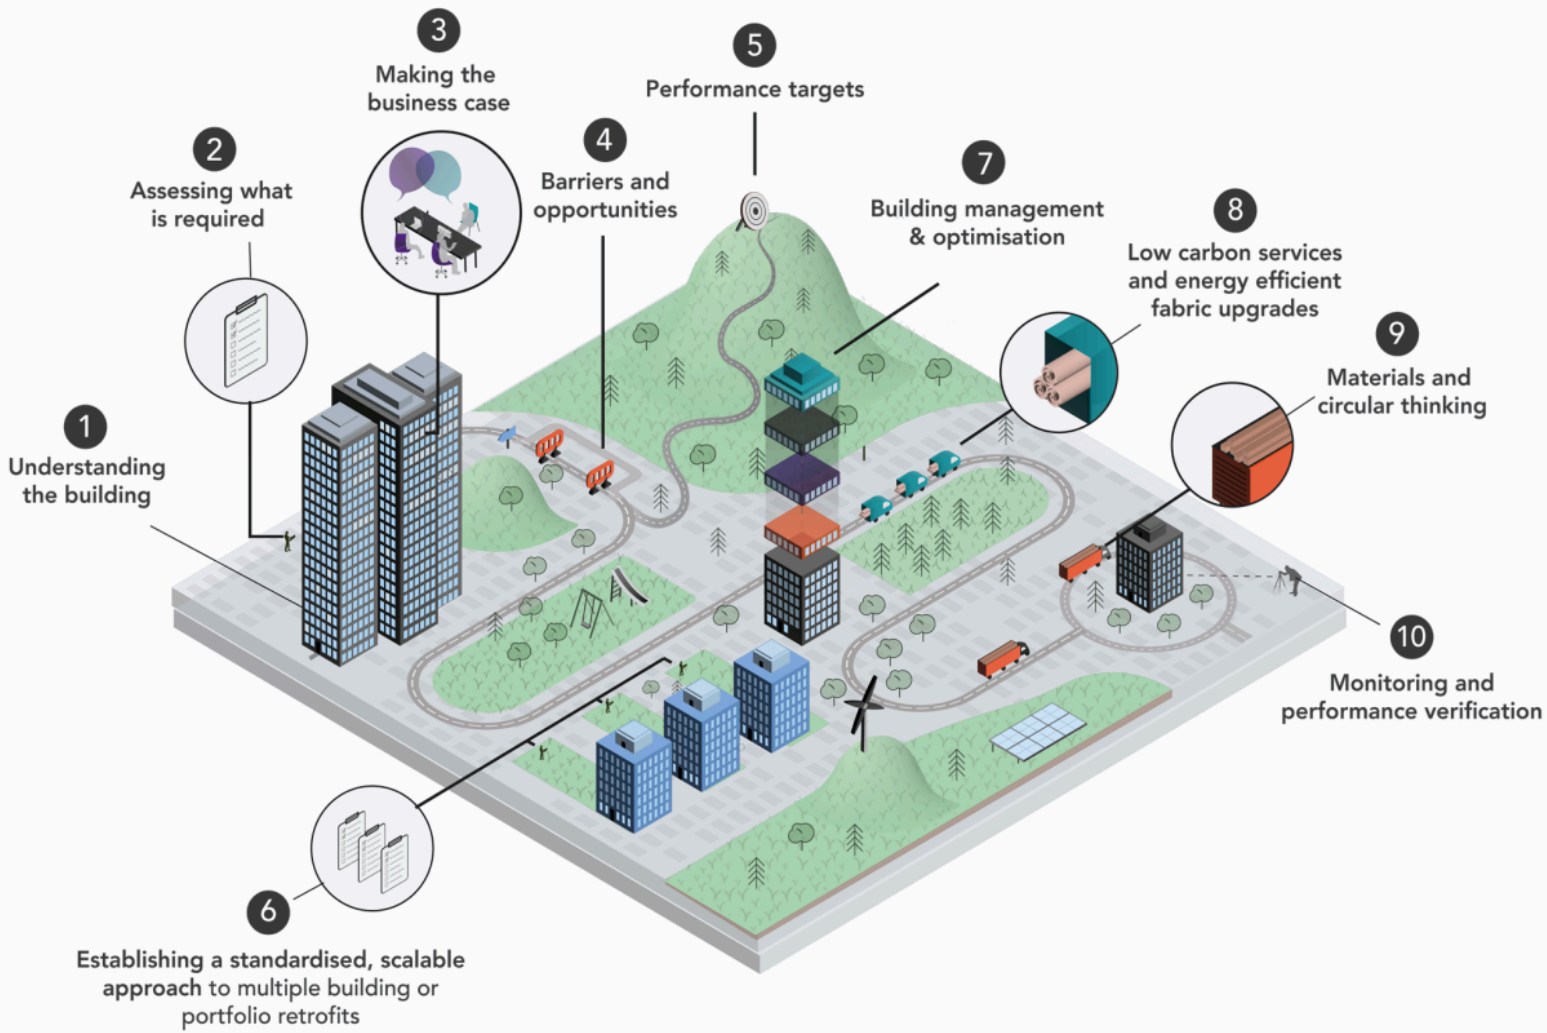 1
Understanding
the building
2
Assessing what
is required
3
Making the
business case
4
Barriers and
opportunities
5
Performance targets
6
Establishing a standardised, scalable
approach to multiple building or
portfolio retrofits
7
Building management
& optimisation
8
Low carbon services
and energy efficient
fabric upgrades
9
Materials and
circular thinking
10
Monitoring and
performance verification